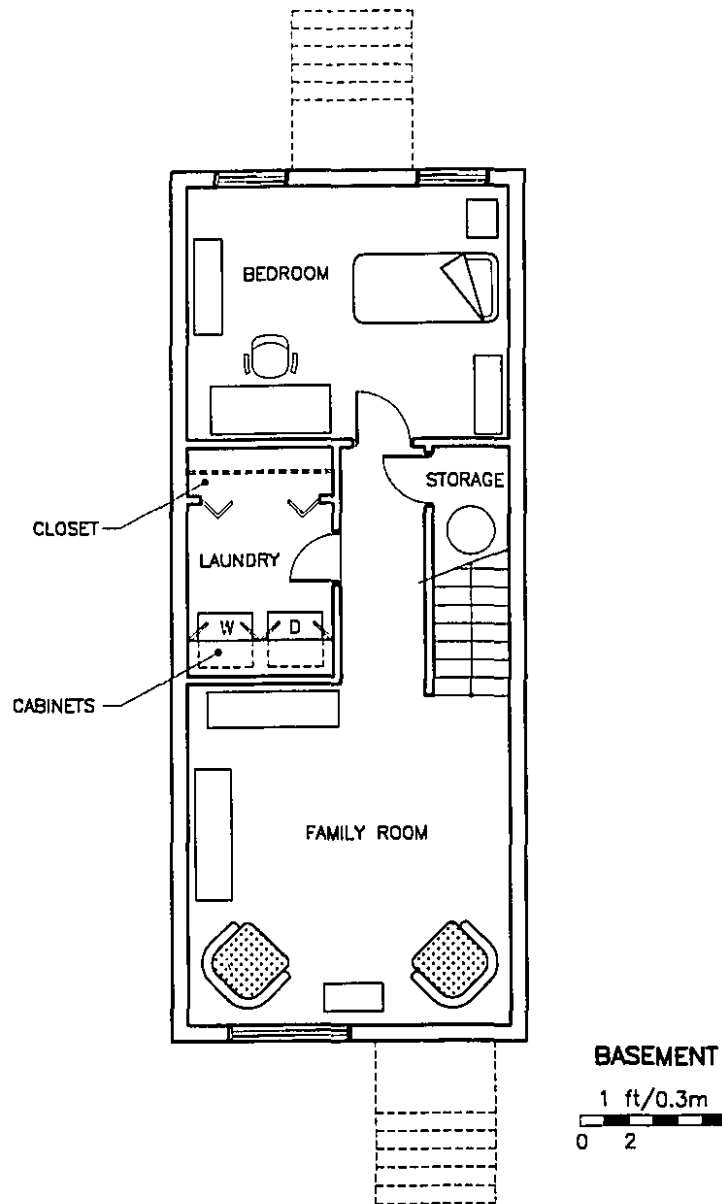 BEDROOM
STORAGE
CLOSET
LAUNDRY
W D
CABINETS
FAMILY ROOM
BASEMENT
1 ft/0.3m
0 2